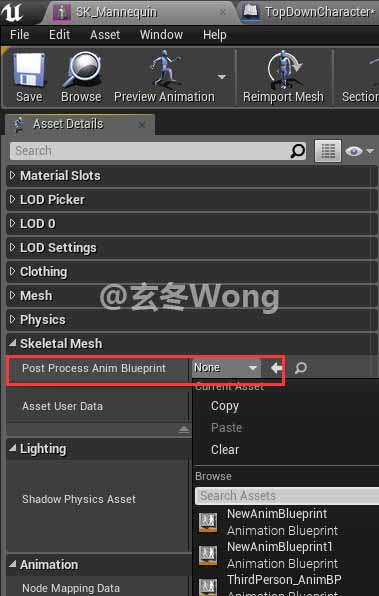 SK_Mannequin
TopDownCharacter*
File Edit Asset Window Help
Save Browse Preview Animation Reimport Mesh Section
Asset Details
Search
Material Slots
LOD Picker
LOD 0
LOD Settings
Clothing
Mesh
@玄冬Wong
Physics
Skeletal Mesh
Post Process Anim Blueprint None
Current Asset
Asset User Data
Copy
Paste
Clear
Lighting
Browse
Search Assets
Shadow Physics Asset
NewAnimBlueprint
Animation Blueprint
NewAnimBlueprint1
Animation Blueprint
Animation
ThirdPerson_AnimBP
Node Mapping Data
Animation Blueprint